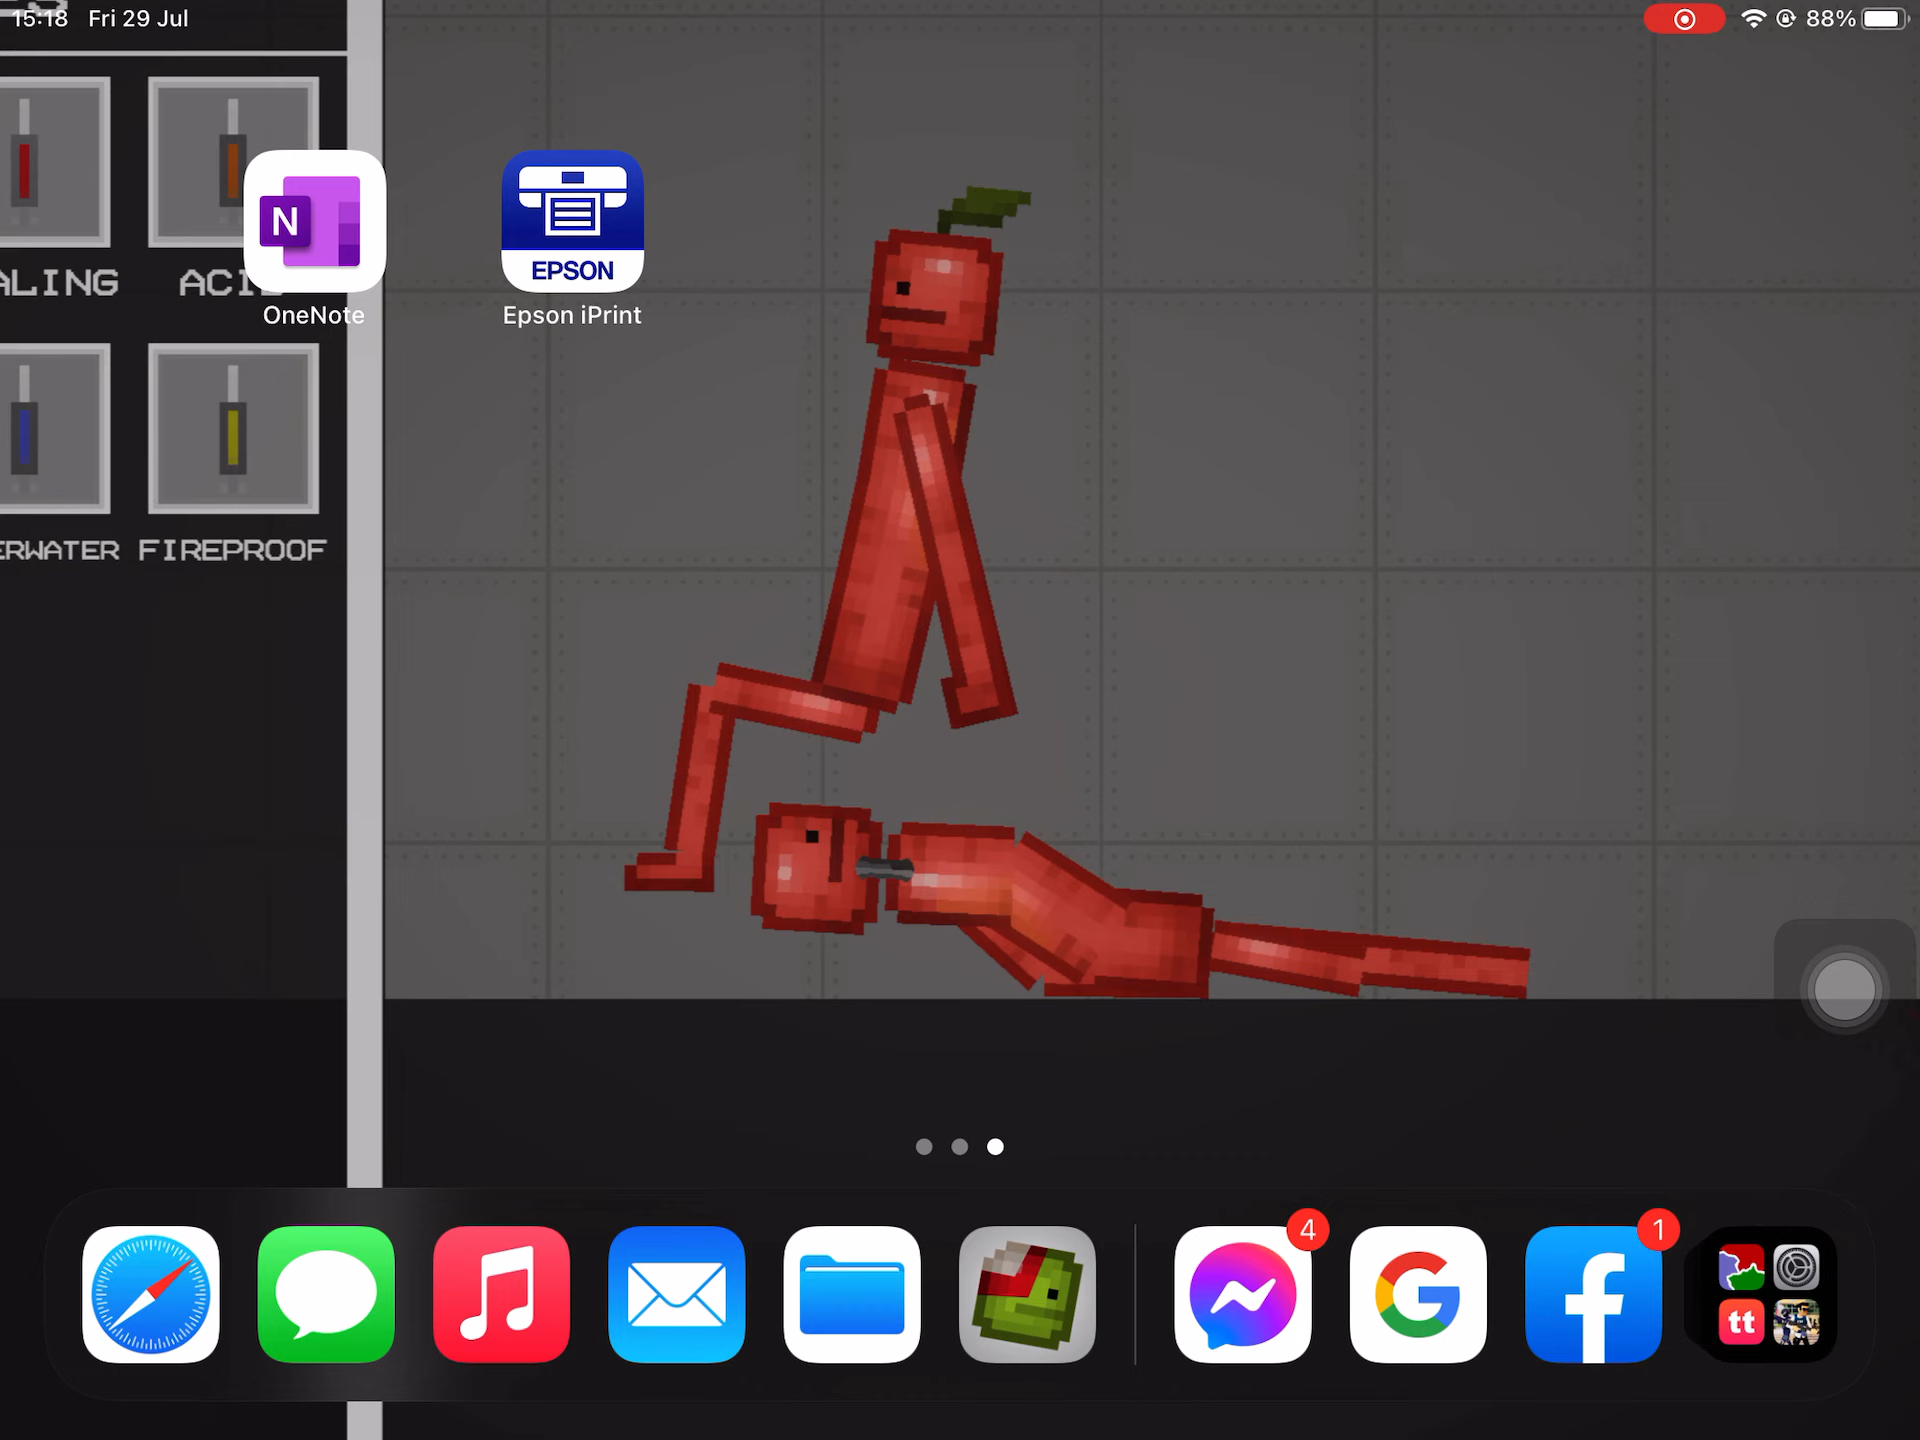 15:18 Fri 29 Jul
88%
ALING
ACI
N
EPSON
OneNote
Epson iPrint
ERWATER
FIREPROOF
4
1
G
f
tt